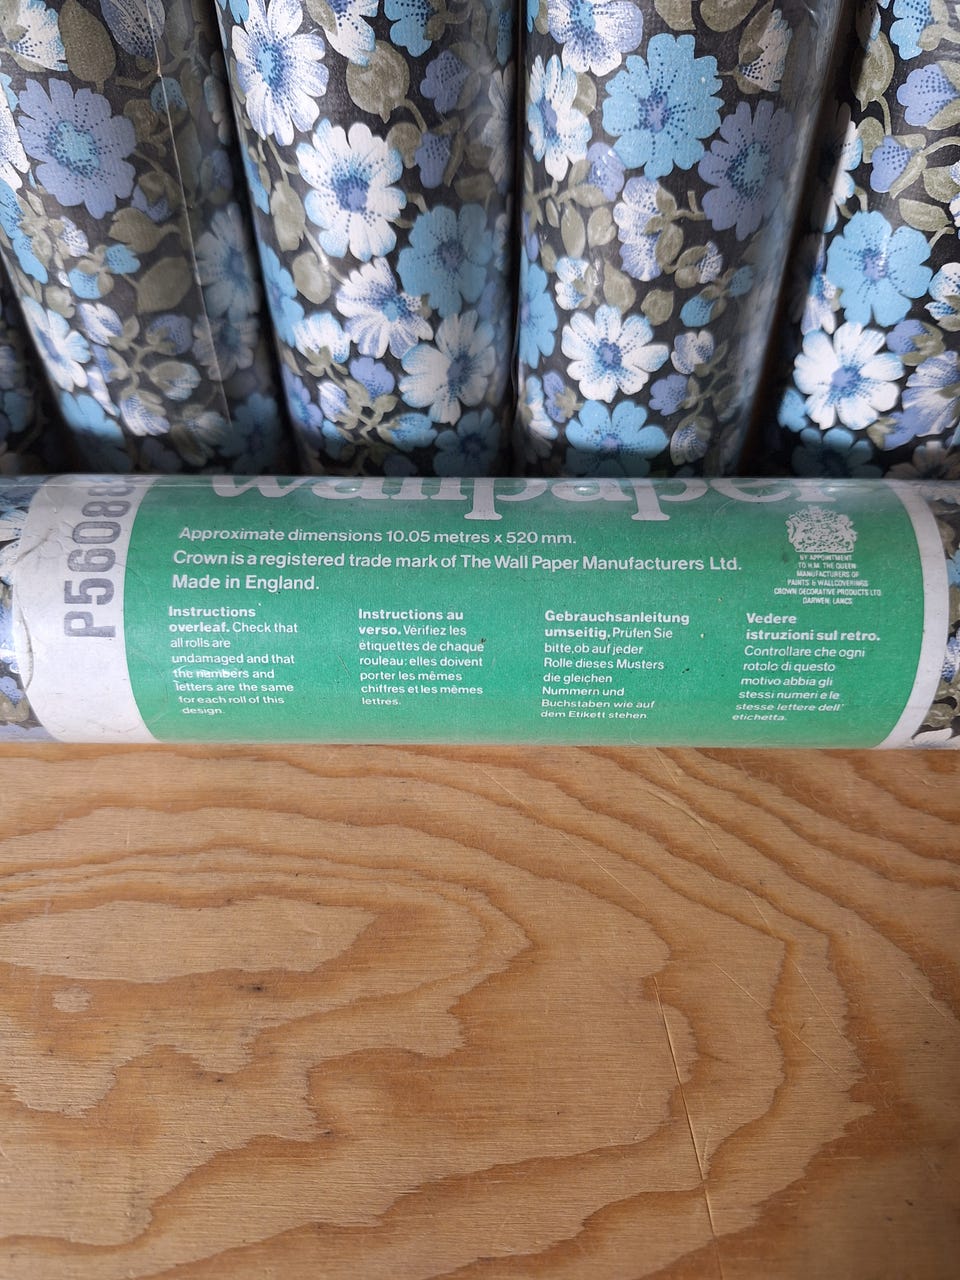 wallpaper
Approximate dimensions 10.05 metres x 520 mm.
Crown is a registered trade mark of The Wall Paper Manufacturers Ltd.
Made in England.
BY APPOINTMENT
TO H.M. THE QUEEN
MANUFACTURERS OF
PAINTS & WALLCOVERINGS
CROWN DECORATIVE PRODUCTS LTD
DARWEN, LANCS
Instructions
overleaf. Check that
all rolls are
undamaged and that
the numbers and
letters are the same
for each roll of this
design.
Instructions au
verso. Vérifiez les
étiquettes de chaque
rouleau: elles doivent
porter les mêmes
chiffres et les mêmes
lettres.
Gebrauchsanleitung
umseitig. Prüfen Sie
bitte,ob auf jeder
Rolle dieses Musters
die gleichen
Nummern und
Buchstaben wie auf
dem Etikett stehen
Vedere
istruzioni sul retro.
Controllare che ogni
rotolo di questo
motivo abbia gli
stessi numeri e le
stesse lettere dell'
etichetta.